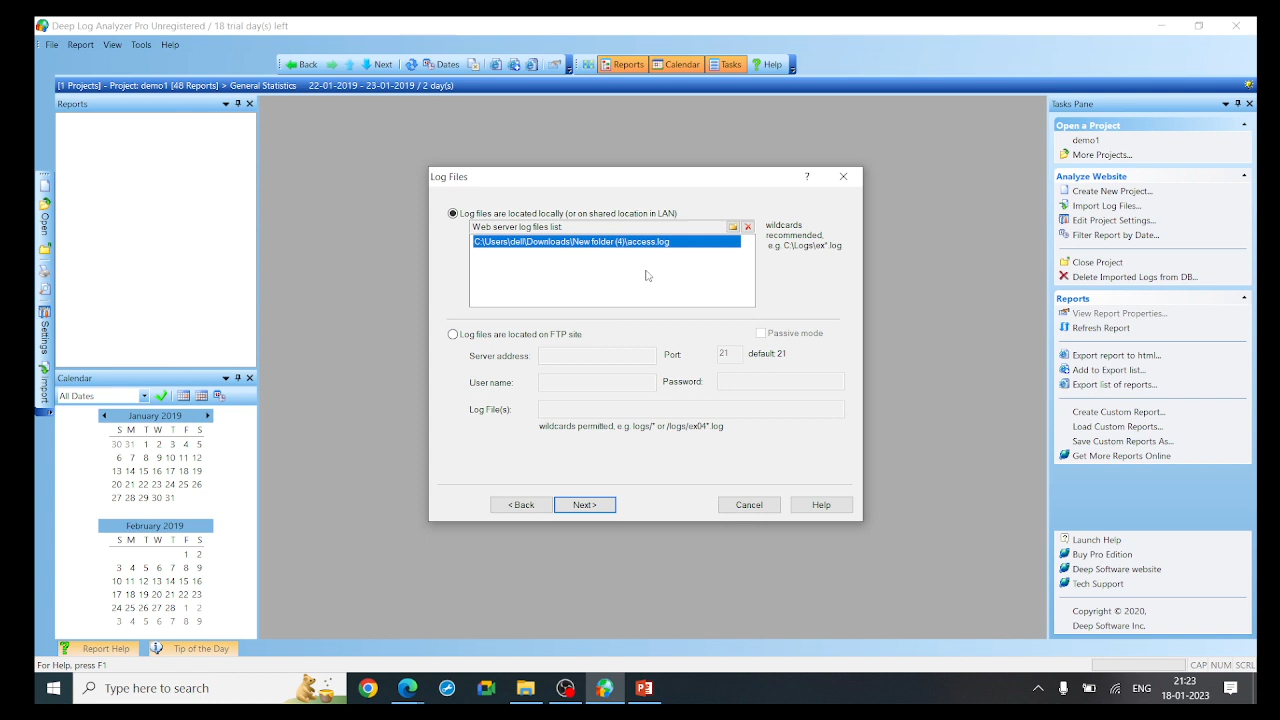 Deep Log Analyzer Pro Unregistered / 18 trial day(s) left
File Report View Tools Help
Back Next Dates Reports Calendar Tasks Help
[1 Projects] - Project: demo1 [48 Reports] > General Statistics 22-01-2019 - 23-01-2019 / 2 day(s)
Reports
Open
Settings
Import
Calendar
All Dates
January 2019
S M T W T F S
30 31 1 2 3 4 5
6 7 8 9 10 11 12
13 14 15 16 17 18 19
20 21 22 23 24 25 26
27 28 29 30 31
February 2019
S M T W T F S
1 2
3 4 5 6 7 8 9
10 11 12 13 14 15 16
17 18 19 20 21 22 23
24 25 26 27 28 1 2
3 4 5 6 7 8 9
Report Help Tip of the Day
Log Files
?
Log files are located locally (or on shared location in LAN)
Web server log files list
C:\Users\dell\Downloads\New folder (4)\access.log
wildcards
recommended,
e.g. C:\Logs\ex*.log
Log files are located on FTP site
Passive mode
Server address: Port: 21 default 21
User name: Password:
Log File(s):
wildcards permitted, e.g. logs/* or /logs/ex04*.log
< Back Next > Cancel Help
Tasks Pane
Open a Project
demo1
More Projects...
Analyze Website
Create New Project...
Import Log Files...
Edit Project Settings...
Filter Report by Date...
Close Project
Delete Imported Logs from DB...
Reports
View Report Properties...
Refresh Report
Export report to html...
Add to Export list...
Export list of reports...
Create Custom Report...
Load Custom Reports...
Save Custom Reports As...
Get More Reports Online
Launch Help
Buy Pro Edition
Deep Software website
Tech Support
Copyright © 2020,
Deep Software Inc.
For Help, press F1
CAP NUM SCRL
Type here to search
ENG
21:23
18-01-2023